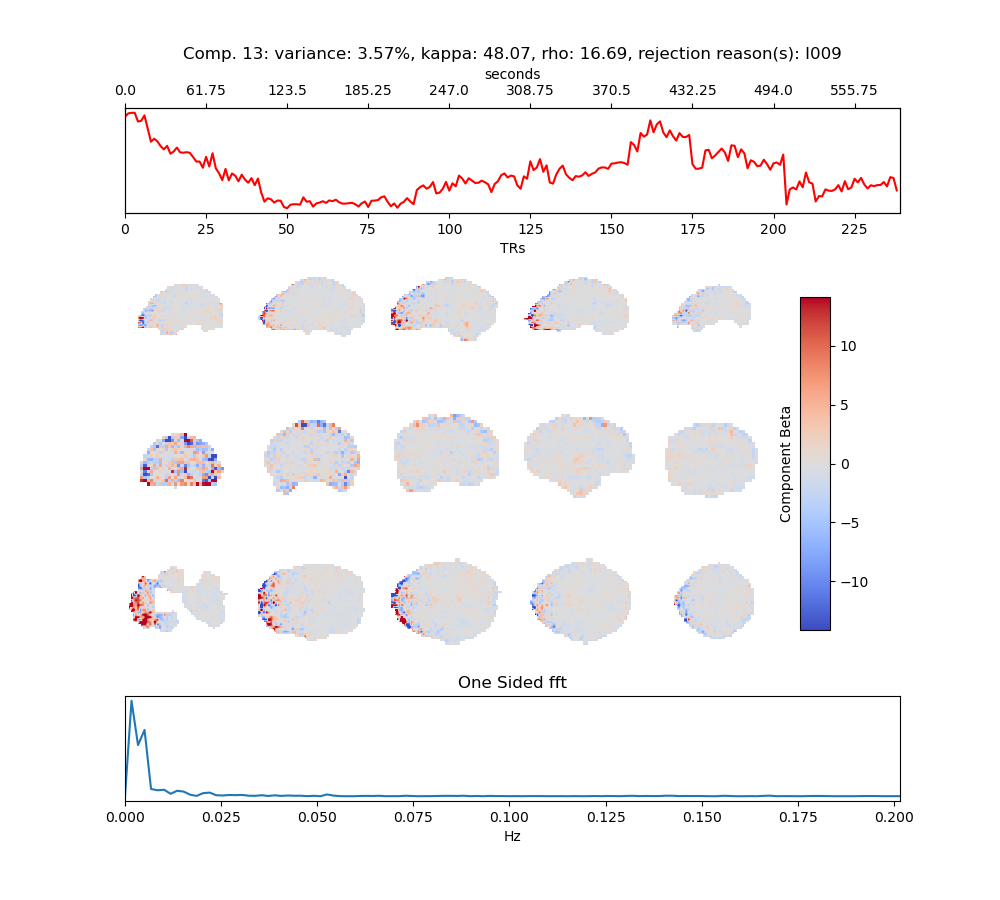 Comp. 13: variance: 3.57%, kappa: 48.07, rho: 16.69, rejection reason(s): I009
seconds
0.0 61.75 123.5 185.25 247.0 308.75 370.5 432.25 494.0 555.75
0 25 50 75 100 125 150 175 200 225
TRs
10
5
0
−5
−10
Component Beta
One Sided fft
0.000 0.025 0.050 0.075 0.100 0.125 0.150 0.175 0.200
Hz